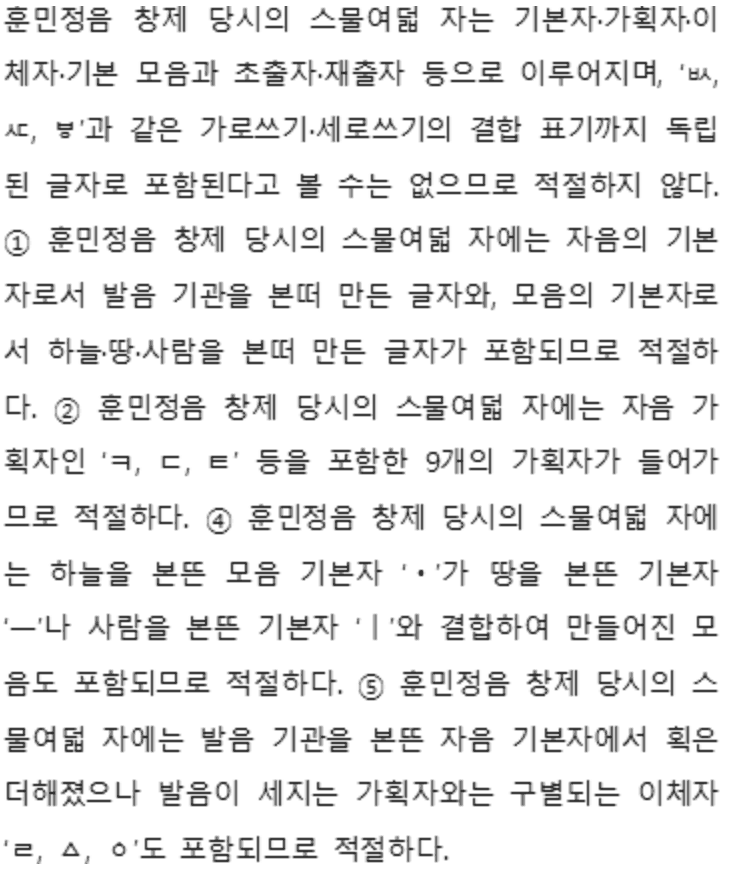 훈민정음 창제 당시의 스물여덟 자는 기본자·가획자·이
체자·기본 모음과 초출자·재출자 등으로 이루어지며, ‘ㅄ,
ㅼ, ㅸ’과 같은 가로쓰기·세로쓰기의 결합 표기까지 독립
된 글자로 포함된다고 볼 수는 없으므로 적절하지 않다.
① 훈민정음 창제 당시의 스물여덟 자에는 자음의 기본
자로서 발음 기관을 본떠 만든 글자와, 모음의 기본자로
서 하늘·땅·사람을 본떠 만든 글자가 포함되므로 적절하
다. ② 훈민정음 창제 당시의 스물여덟 자에는 자음 가
획자인 ‘ㅋ, ㄷ, ㅌ’ 등을 포함한 9개의 가획자가 들어가
므로 적절하다. ④ 훈민정음 창제 당시의 스물여덟 자에
는 하늘을 본뜬 모음 기본자 ‘ㆍ’가 땅을 본뜬 기본자
‘ㅡ’나 사람을 본뜬 기본자 ‘ㅣ’와 결합하여 만들어진 모
음도 포함되므로 적절하다. ⑤ 훈민정음 창제 당시의 스
물여덟 자에는 발음 기관을 본뜬 자음 기본자에서 획은
더해졌으나 발음이 세지는 가획자와는 구별되는 이체자
‘ㄹ, ㅿ, ㆁ’도 포함되므로 적절하다.